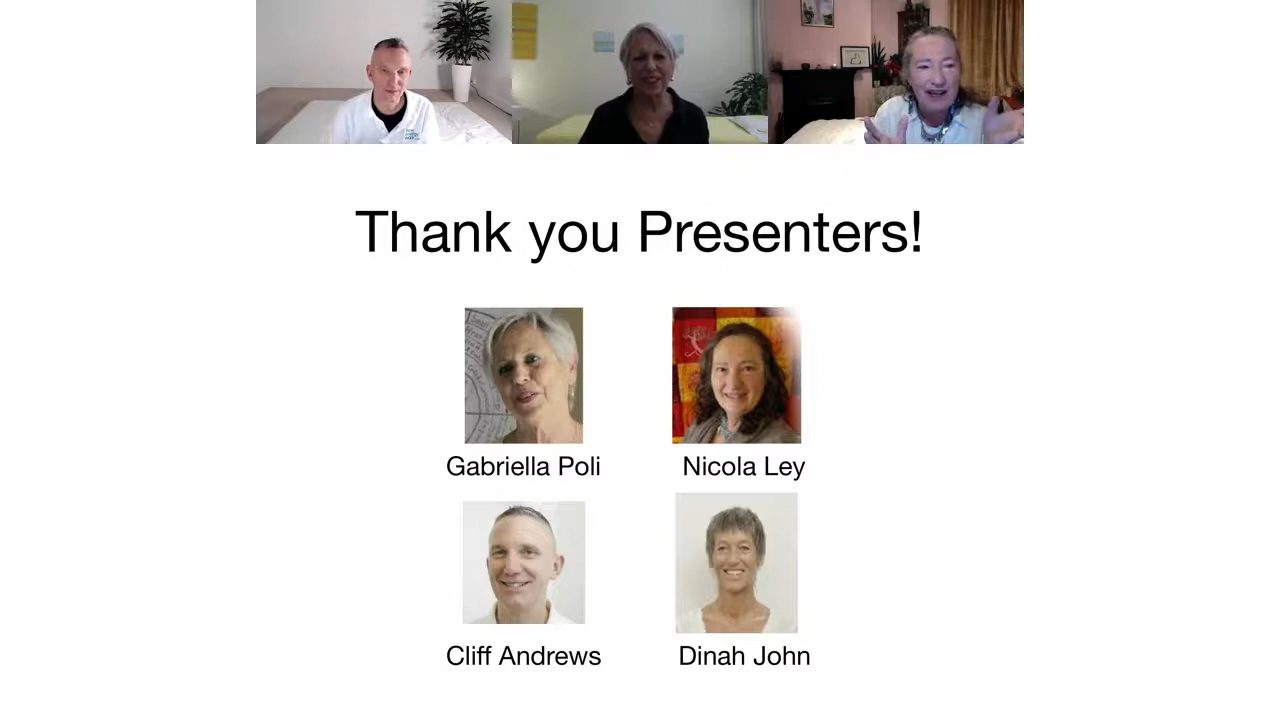 Thank you Presenters!
Gabriella Poli
Nicola Ley
Cliff Andrews
Dinah John